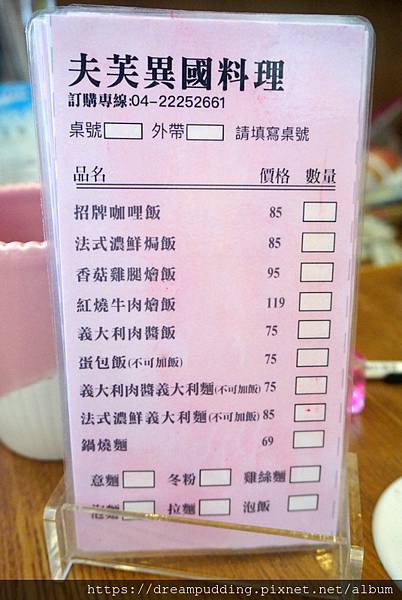 夫芙異國料理
訂購專線:04-22252661
桌號 外帶 請填寫桌號
品名 價格 數量
招牌咖哩飯 85
法式濃鮮焗飯 85
香菇雞腿燴飯 95
紅燒牛肉燴飯 119
義大利肉醬飯 75
蛋包飯(不可加飯) 75
義大利肉醬義大利麵(不可加飯) 75
法式濃鮮義大利麵(不可加飯) 85
鍋燒麵 69
意麵 冬粉 雞絲麵
泡麵 拉麵 泡飯
https://dreampudding.pixnet.net/album